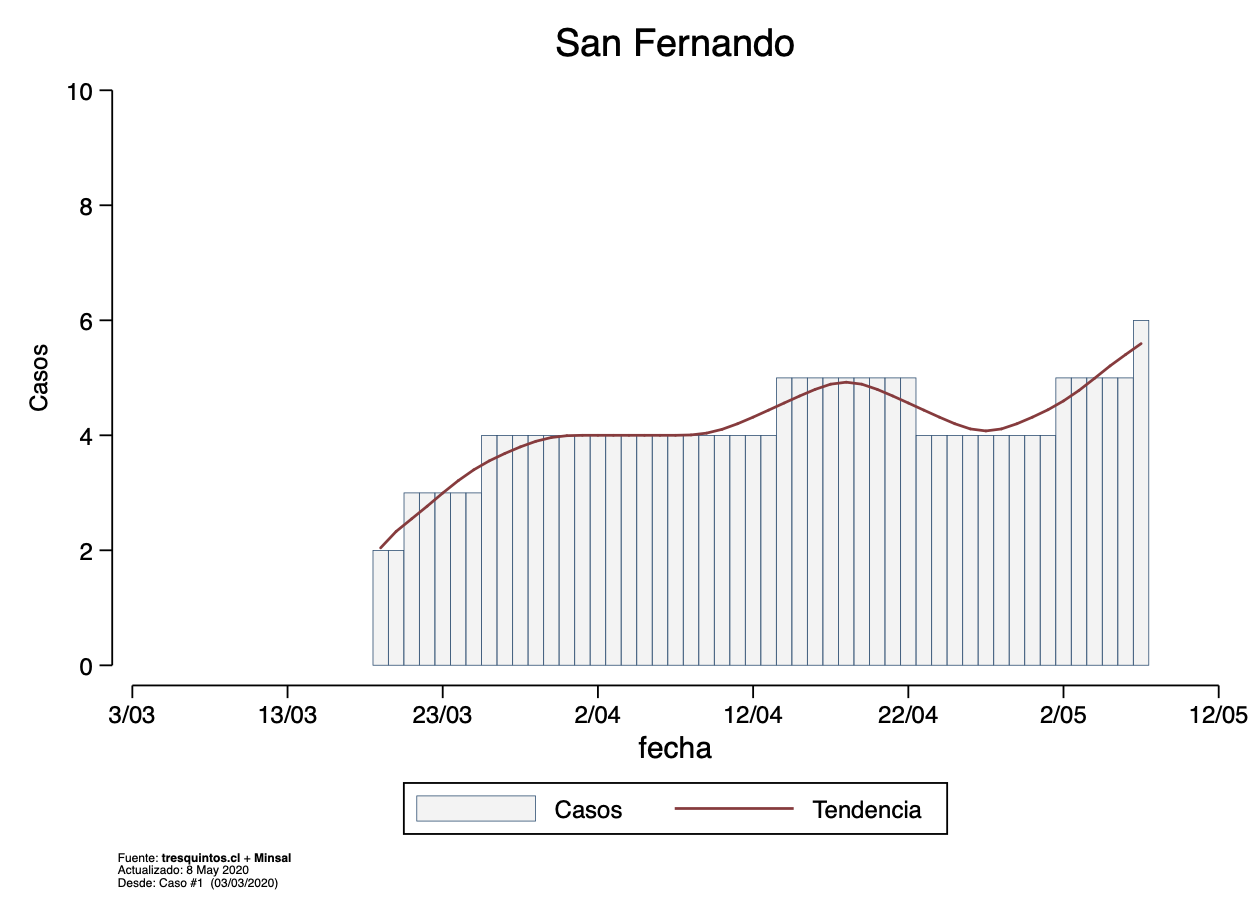 San Fernando
10
8
6
4
2
0
Casos
3/03 13/03 23/03 2/04 12/04 22/04 2/05 12/05
fecha
Casos Tendencia
Fuente: tresquintos.cl + Minsal
Actualizado: 8 May 2020
Desde: Caso #1 (03/03/2020)